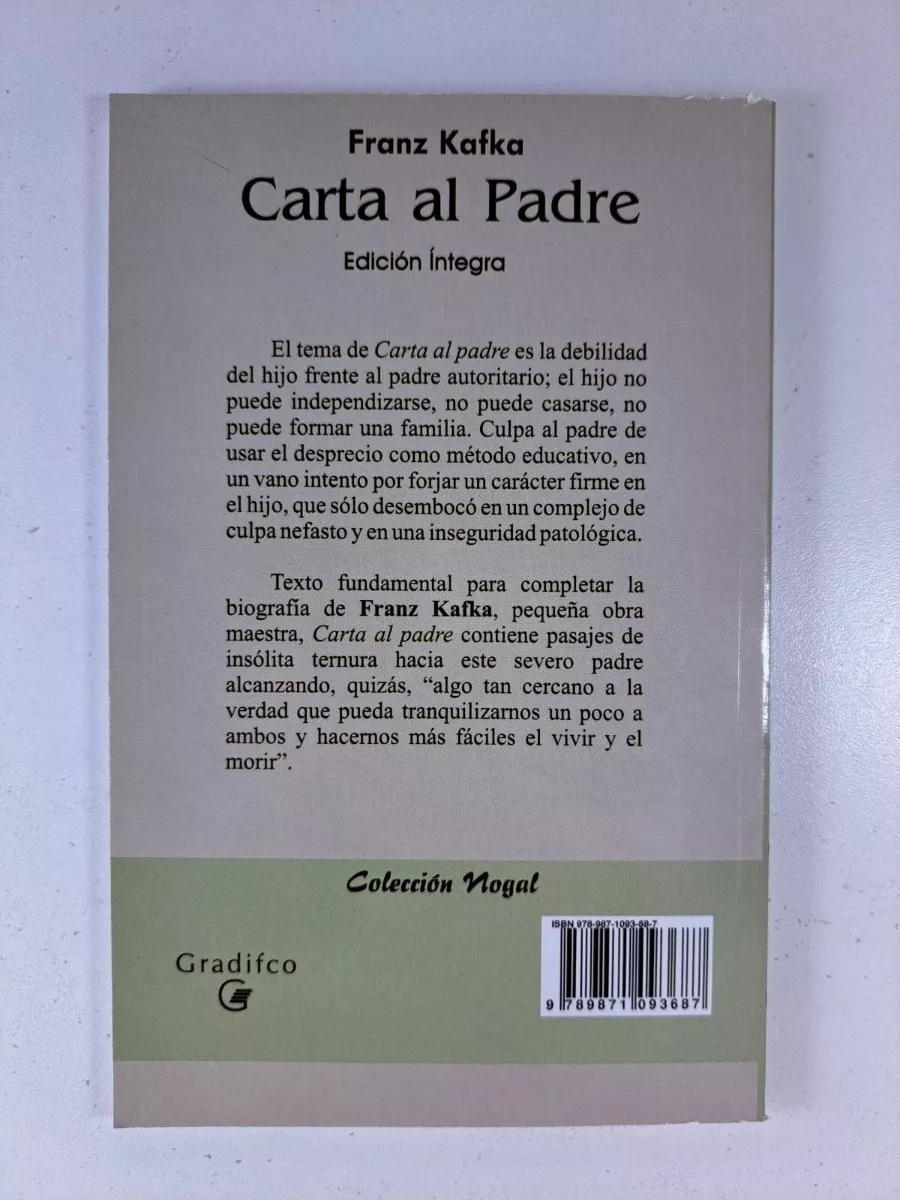 Franz Kafka
Carta al Padre
Edición Íntegra
El tema de Carta al padre es la debilidad
del hijo frente al padre autoritario; el hijo no
puede independizarse, no puede casarse, no
puede formar una familia. Culpa al padre de
usar el desprecio como método educativo, en
un vano intento por forjar un carácter firme en
el hijo, que sólo desembocó en un complejo de
culpa nefasto y en una inseguridad patológica.
Texto fundamental para completar la
biografía de Franz Kafka, pequeña obra
maestra, Carta al padre contiene pasajes de
insólita ternura hacia este severo padre
alcanzando, quizás, “algo tan cercano a la
verdad que pueda tranquilizarnos un poco a
ambos y hacernos más fáciles el vivir y el
morir”.
Colección Nogal
Gradifco
ISBN 978-987-1093-68-7
9 789871 093687